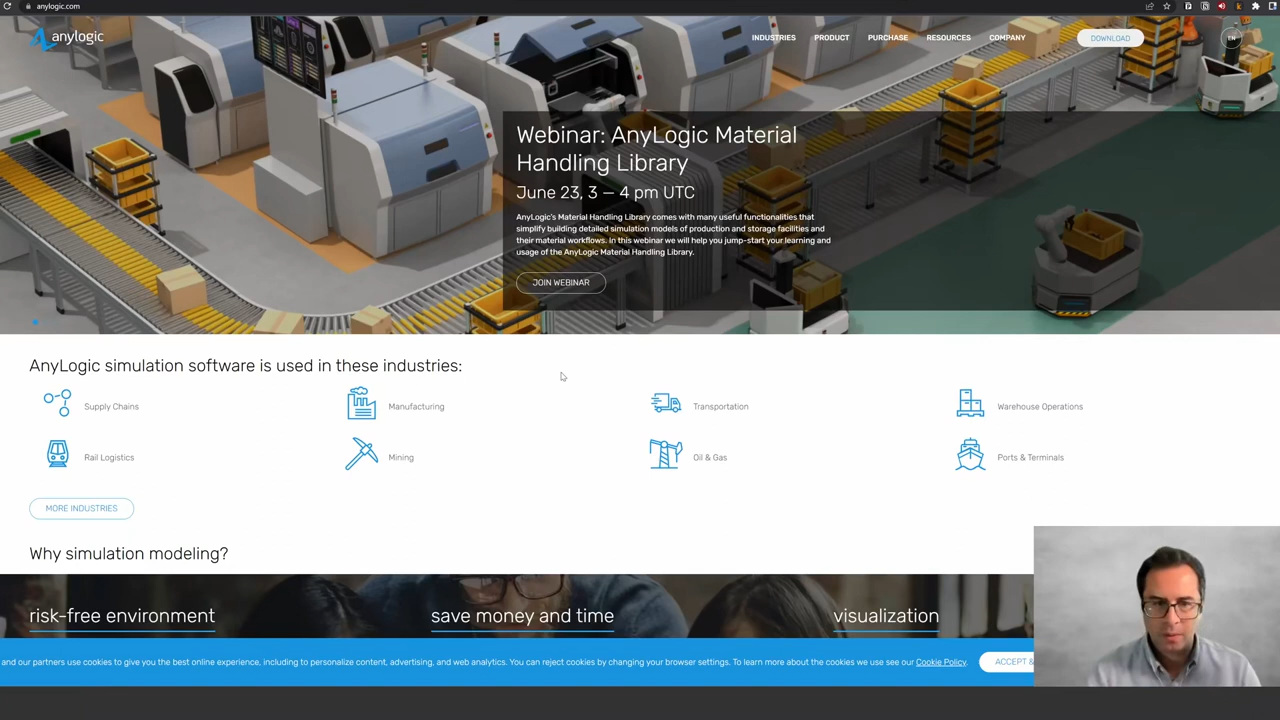 anylogic.com
anylogic
INDUSTRIES PRODUCT PURCHASE RESOURCES COMPANY DOWNLOAD EN
Webinar: AnyLogic Material
Handling Library
June 23, 3 — 4 pm UTC
AnyLogic's Material Handling Library comes with many useful functionalities that
simplify building detailed simulation models of production and storage facilities and
their material workflows. In this webinar we will help you jump-start your learning and
usage of the AnyLogic Material Handling Library.
JOIN WEBINAR
AnyLogic simulation software is used in these industries:
Supply Chains Manufacturing Transportation Warehouse Operations
Rail Logistics Mining Oil & Gas Ports & Terminals
MORE INDUSTRIES
Why simulation modeling?
risk-free environment save money and time visualization
and our partners use cookies to give you the best online experience, including to personalize content, advertising, and web analytics. You can reject cookies by changing your browser settings. To learn more about the cookies we use see our Cookie Policy. ACCEPT &